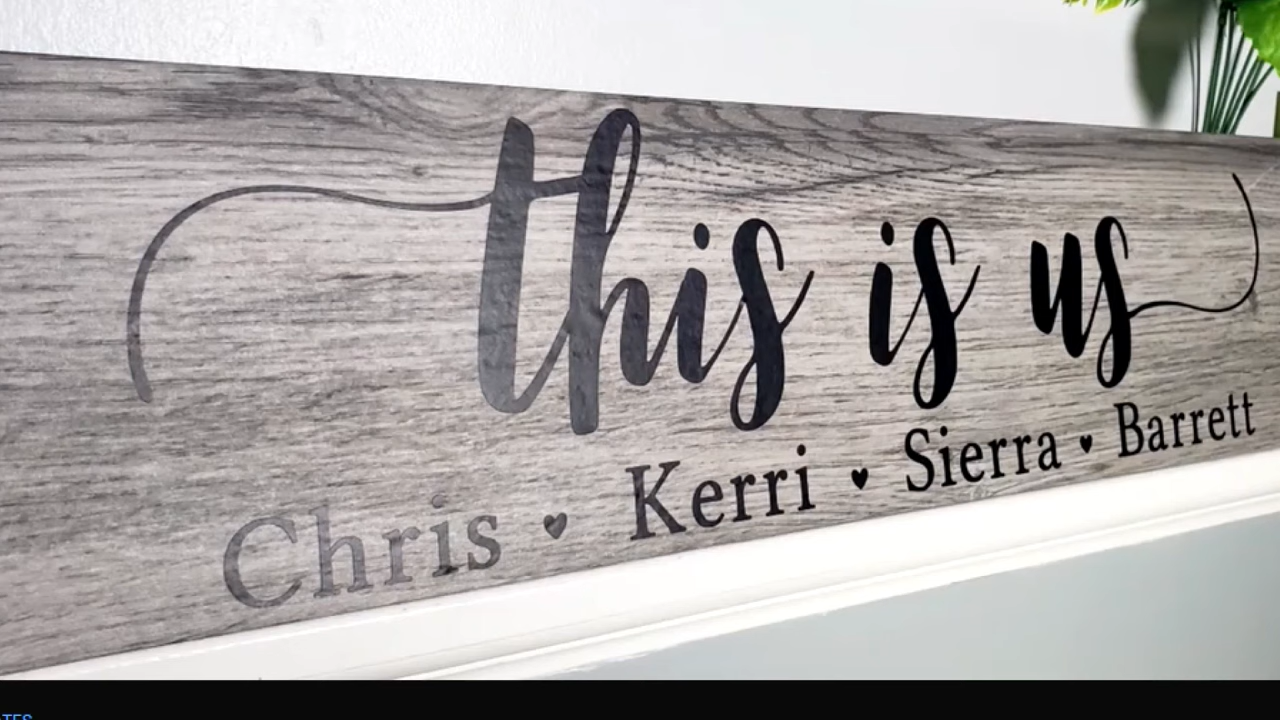 this is us
Chris ♥ Kerri ♥ Sierra ♥ Barrett